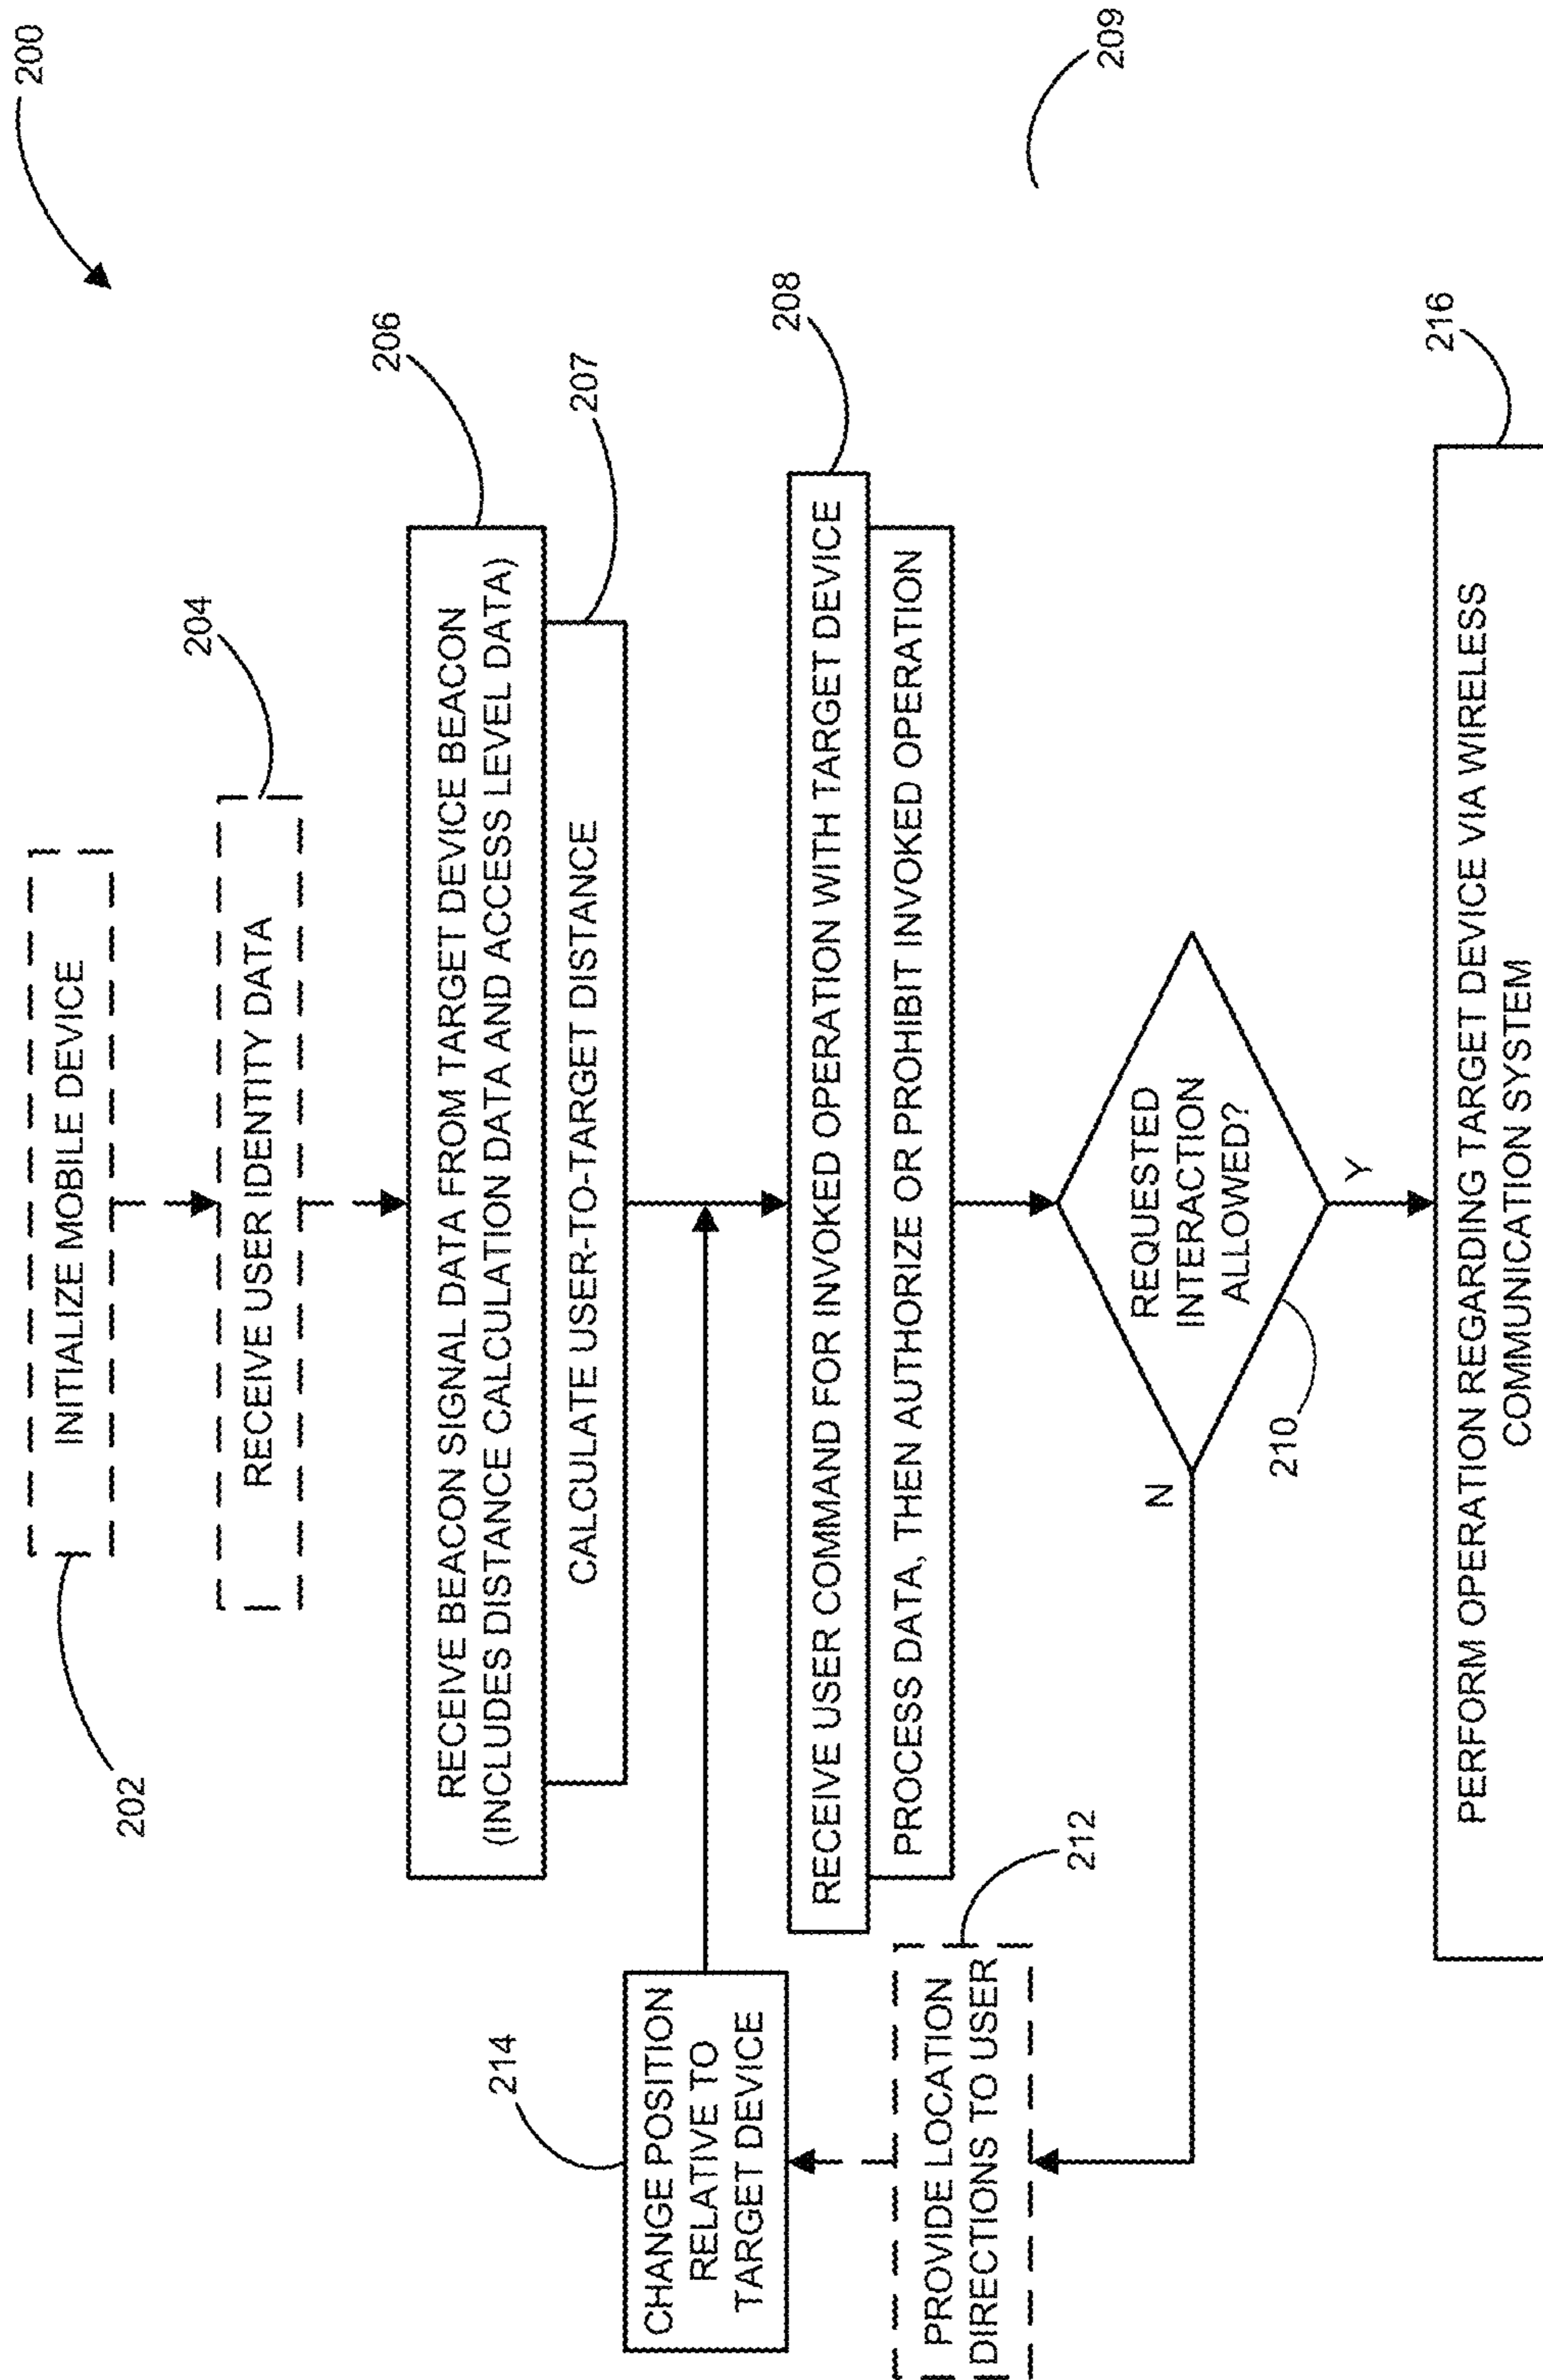 200
INITIALIZE MOBILE DEVICE
202
RECEIVE USER IDENTITY DATA
204
RECEIVE BEACON SIGNAL DATA FROM TARGET DEVICE BEACON
(INCLUDES DISTANCE CALCULATION DATA AND ACCESS LEVEL DATA)
206
CALCULATE USER-TO-TARGET DISTANCE
207
CHANGE POSITION
RELATIVE TO
TARGET DEVICE
214
RECEIVE USER COMMAND FOR INVOKED OPERATION WITH TARGET DEVICE
208
PROCESS DATA, THEN AUTHORIZE OR PROHIBIT INVOKED OPERATION
209
PROVIDE LOCATION
DIRECTIONS TO USER
212
REQUESTED
INTERACTION
ALLOWED?
210
N
Y
PERFORM OPERATION REGARDING TARGET DEVICE VIA WIRELESS
COMMUNICATION SYSTEM
216